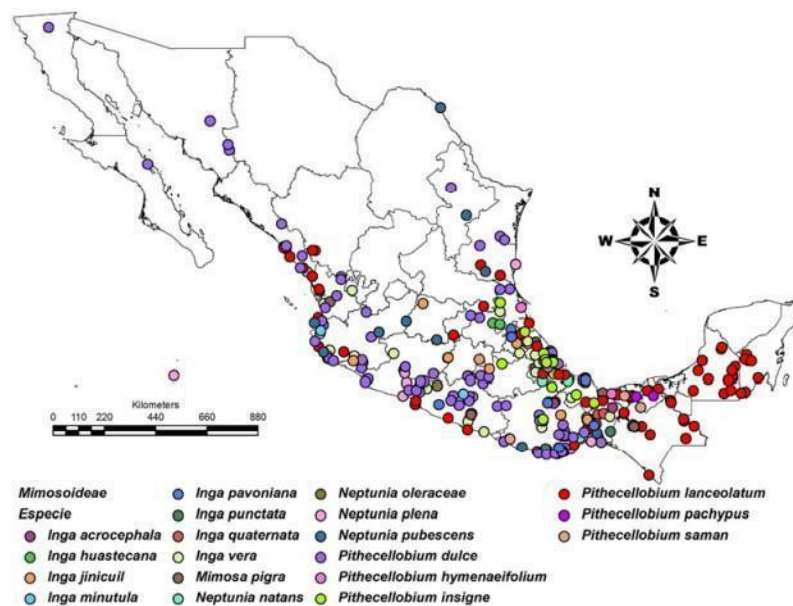 N
W E
S
Kilometers
0 110 220 440 660 880
Mimosoideae
Especie
Inga acrocephala
Inga huastecana
Inga jinicuil
Inga minutula
Inga pavoniana
Inga punctata
Inga quaternata
Inga vera
Mimosa pigra
Neptunia natans
Neptunia oleraceae
Neptunia plena
Neptunia pubescens
Pithecellobium dulce
Pithecellobium hymenaeifolium
Pithecellobium insigne
Pithecellobium lanceolatum
Pithecellobium pachypus
Pithecellobium saman